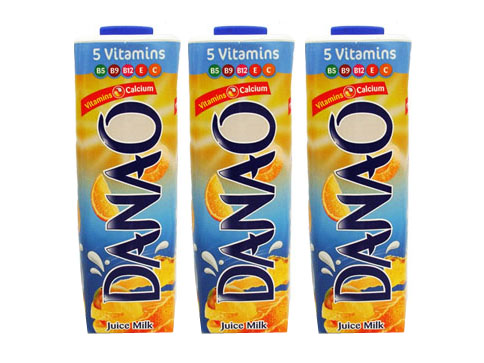 5 Vitamins
B5 B9 B12 E C
Vitamins Calcium
DANAO
Juice Milk
5 Vitamins
B5 B9 B12 E C
Vitamins Calcium
DANAO
Juice Milk
5 Vitamins
B5 B9 B12 E C
Vitamins Calcium
DANAO
Juice Milk